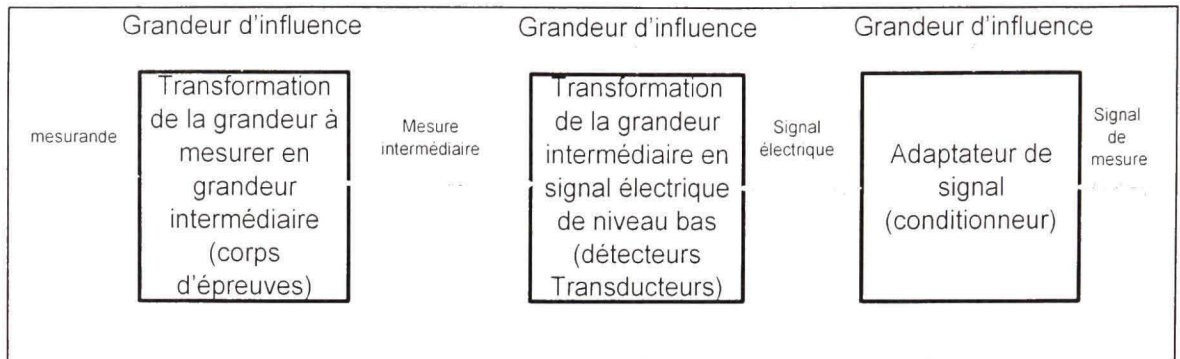 Grandeur d'influence
Grandeur d'influence
Grandeur d'influence
mesurande
Transformation
de la grandeur à
mesurer en
grandeur
intermédiaire
(corps
d'épreuves)
Mesure
intermédiaire
Transformation
de la grandeur
intermédiaire en
signal électrique
de niveau bas
(détecteurs
Transducteurs)
Signal
électrique
Adaptateur de
signal
(conditionneur)
Signal
de
mesure